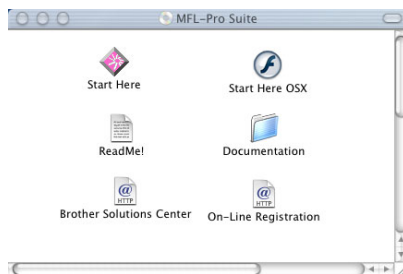 MFL-Pro Suite
Start Here
Start Here OSX
ReadMe!
Documentation
HTTP
HTTP
Brother Solutions Center
On-Line Registration